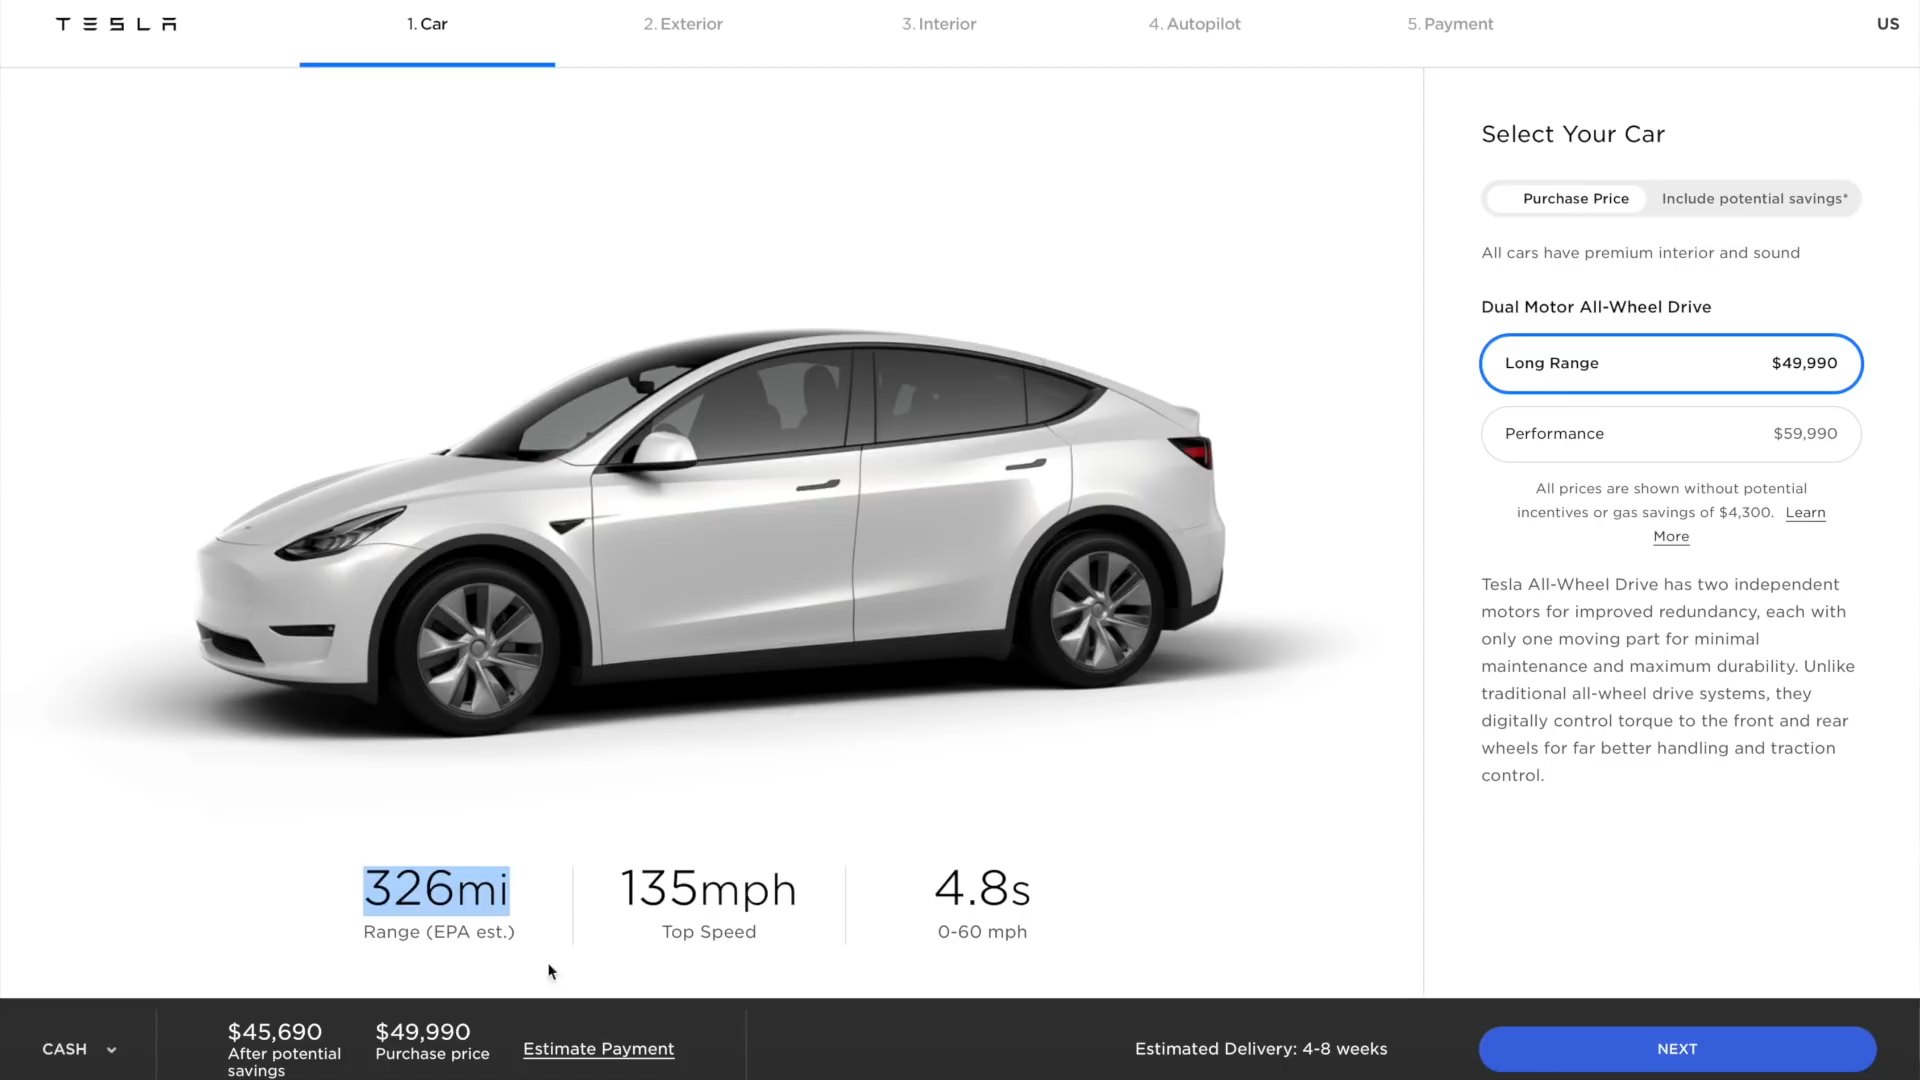 TESLA
1. Car
2. Exterior
3. Interior
4. Autopilot
5. Payment
US
Select Your Car
Purchase Price
Include potential savings*
All cars have premium interior and sound
Dual Motor All-Wheel Drive
Long Range $49,990
Performance $59,990
All prices are shown without potential
incentives or gas savings of $4,300. Learn
More
Tesla All-Wheel Drive has two independent
motors for improved redundancy, each with
only one moving part for minimal
maintenance and maximum durability. Unlike
traditional all-wheel drive systems, they
digitally control torque to the front and rear
wheels for far better handling and traction
control.
326mi
Range (EPA est.)
135mph
Top Speed
4.8s
0-60 mph
CASH
$45,690
After potential
savings
$49,990
Purchase price
Estimate Payment
Estimated Delivery: 4-8 weeks
NEXT